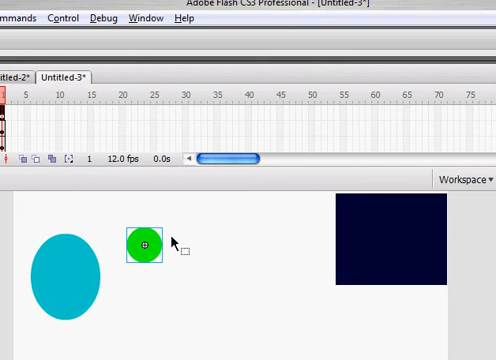 Adobe Flash CS3 Professional - [Untitled-3*]
mmands Control Debug Window Help
itled-2* Untitled-3*
1 5 10 15 20 25 30 35 40 45 50 55 60 65 70 75
1 12.0 fps 0.0s
Workspace